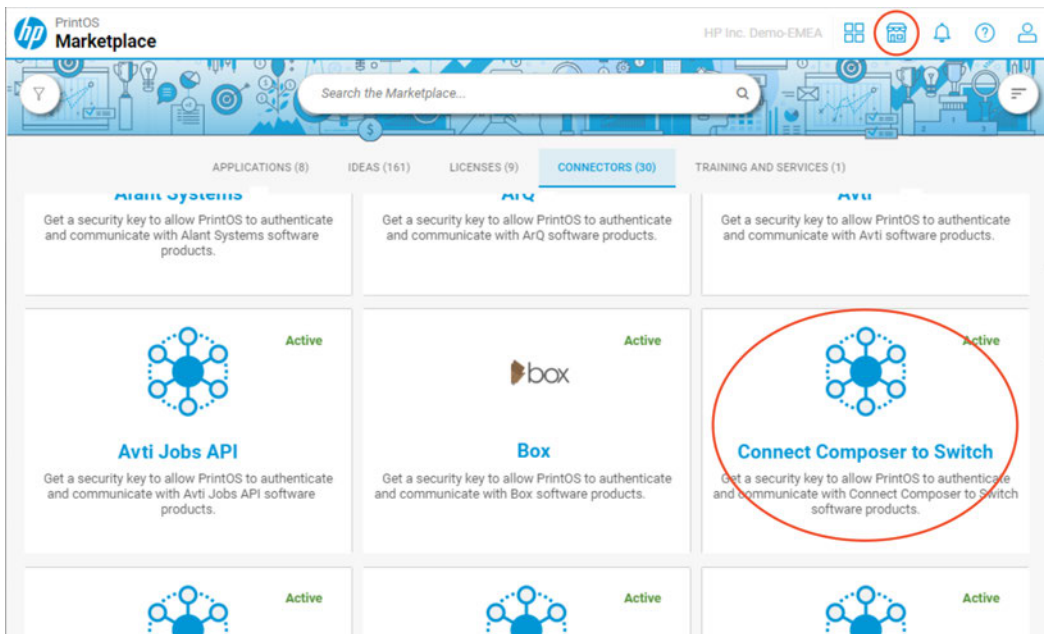 PrintOS
Marketplace
HP Inc. Demo-EMEA
Search the Marketplace...
APPLICATIONS (8) IDEAS (161) LICENSES (9) CONNECTORS (30) TRAINING AND SERVICES (1)
Alant Systems
Get a security key to allow PrintOS to authenticate
and communicate with Alant Systems software
products.
ArQ
Get a security key to allow PrintOS to authenticate
and communicate with ArQ software products.
Avti
Get a security key to allow PrintOS to authenticate
and communicate with Avti software products.
Active
Avti Jobs API
Get a security key to allow PrintOS to authenticate
and communicate with Avti Jobs API software
products.
Active
box
Box
Get a security key to allow PrintOS to authenticate
and communicate with Box software products.
Active
Connect Composer to Switch
Get a security key to allow PrintOS to authenticate
and communicate with Connect Composer to Switch
software products.
Active
Active
Active